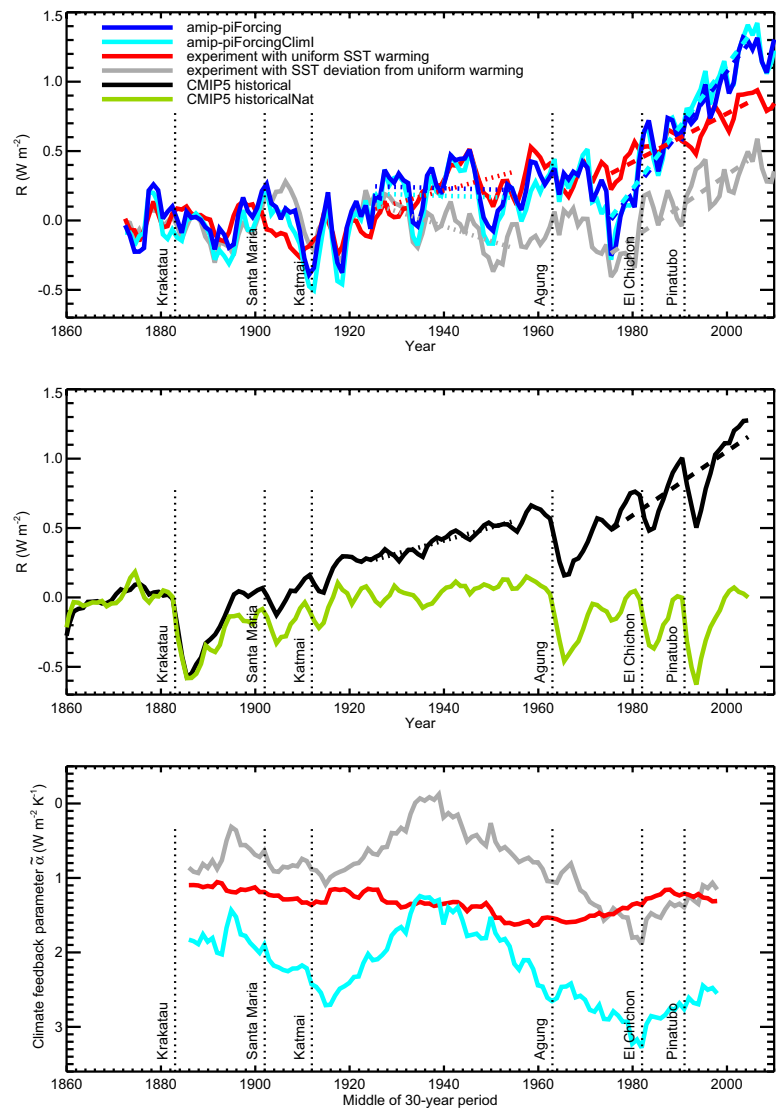 amip-piForcing
amip-piForcingClimI
experiment with uniform SST warming
experiment with SST deviation from uniform warming
CMIP5 historical
CMIP5 historicalNat
1.5
1.0
0.5
0.0
-0.5
R (W m⁻²)
Krakatau
Santa Maria
Katmai
Agung
El Chichon
Pinatubo
1860 1880 1900 1920 1940 1960 1980 2000
Year
1.5
1.0
0.5
0.0
-0.5
R (W m⁻²)
Krakatau
Santa Maria
Katmai
Agung
El Chichon
Pinatubo
1860 1880 1900 1920 1940 1960 1980 2000
Year
0
1
2
3
Climate feedback parameter α̃ (W m⁻² K⁻¹)
Krakatau
Santa Maria
Katmai
Agung
El Chichon
Pinatubo
1860 1880 1900 1920 1940 1960 1980 2000
Middle of 30-year period